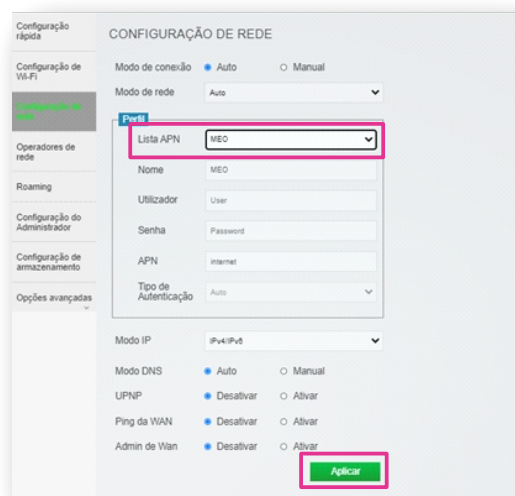 Configuração
rápida
CONFIGURAÇÃO DE REDE
Configuração de
Wi-Fi
Modo de conexão Auto Manual
Modo de rede Auto
Configuração de
rede
Perfil
Lista APN MEO
Operadores de
rede
Nome MEO
Roaming
Utilizador User
Configuração do
Administrador
Senha Password
Configuração de
armazenamento
APN internet
Opções avançadas
Tipo de
Autenticação Auto
Modo IP IPv4/IPv6
Modo DNS Auto Manual
UPNP Desativar Ativar
Ping da WAN Desativar Ativar
Admin de Wan Desativar Ativar
Aplicar